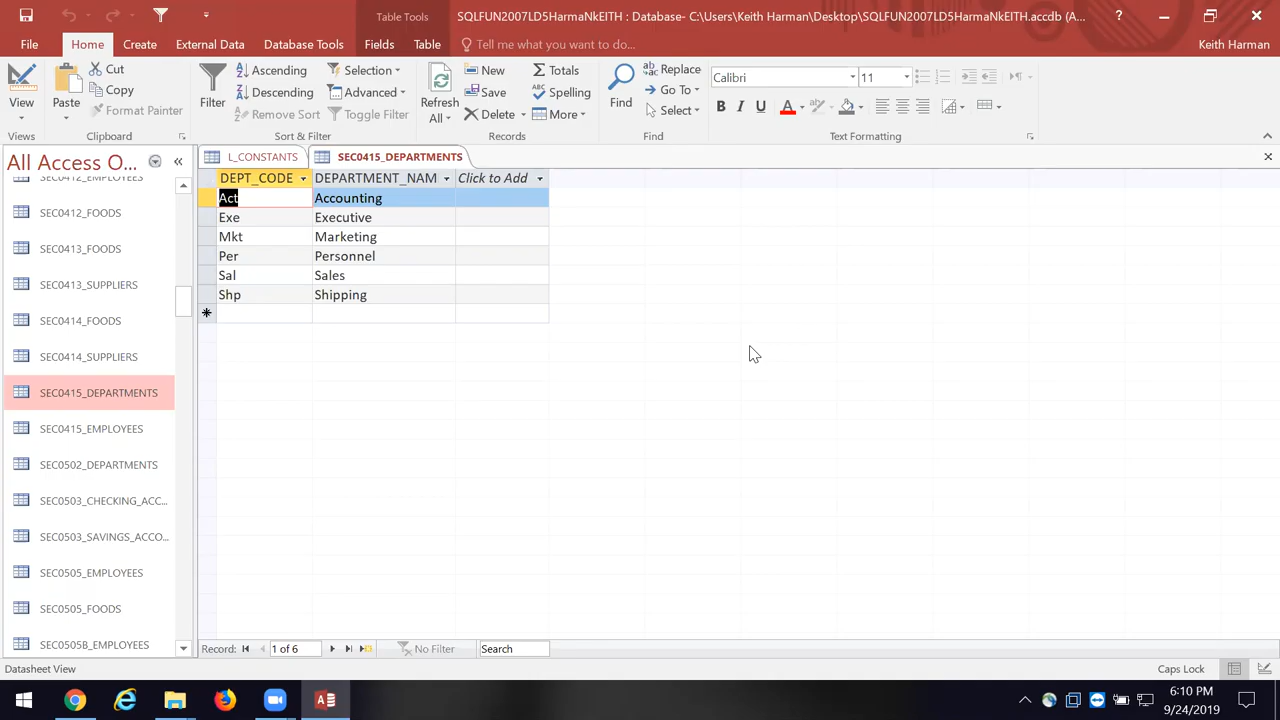 Table Tools
SQLFUN2007LD5HarmaNkEITH : Database- C:\Users\Keith Harman\Desktop\SQLFUN2007LD5HarmaNkEITH.accdb (A...
?
File
Home
Create
External Data
Database Tools
Fields
Table
Tell me what you want to do...
Keith Harman
View
Views
Paste
Cut
Copy
Format Painter
Clipboard
Filter
Ascending
Descending
Remove Sort
Selection
Advanced
Toggle Filter
Sort & Filter
Refresh
All
New
Save
Delete
Totals
Spelling
More
Records
Find
Replace
Go To
Select
Find
Calibri
11
B I U A
Text Formatting
All Access O...
SEC0412_EMPLOYEES
SEC0412_FOODS
SEC0413_FOODS
SEC0413_SUPPLIERS
SEC0414_FOODS
SEC0414_SUPPLIERS
SEC0415_DEPARTMENTS
SEC0415_EMPLOYEES
SEC0502_DEPARTMENTS
SEC0503_CHECKING_ACC...
SEC0503_SAVINGS_ACCO...
SEC0505_EMPLOYEES
SEC0505_FOODS
SEC0505B_EMPLOYEES
L_CONSTANTS
SEC0415_DEPARTMENTS
DEPT_CODE DEPARTMENT_NAM Click to Add
Act Accounting
Exe Executive
Mkt Marketing
Per Personnel
Sal Sales
Shp Shipping
Record: 1 of 6 No Filter Search
Datasheet View
Caps Lock
6:10 PM
9/24/2019